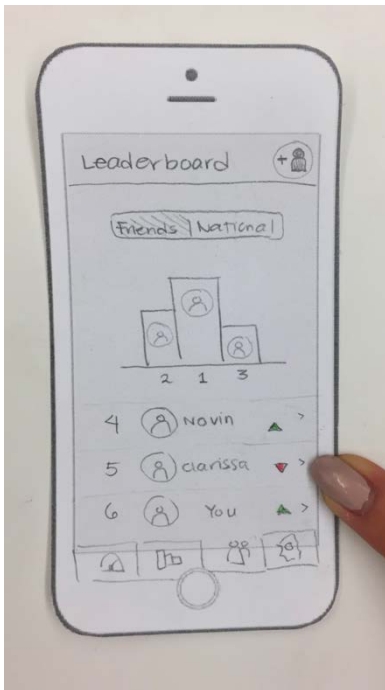 Leaderboard +
Friends National
2 1 3
4 Novin >
5 clarissa >
6 You >